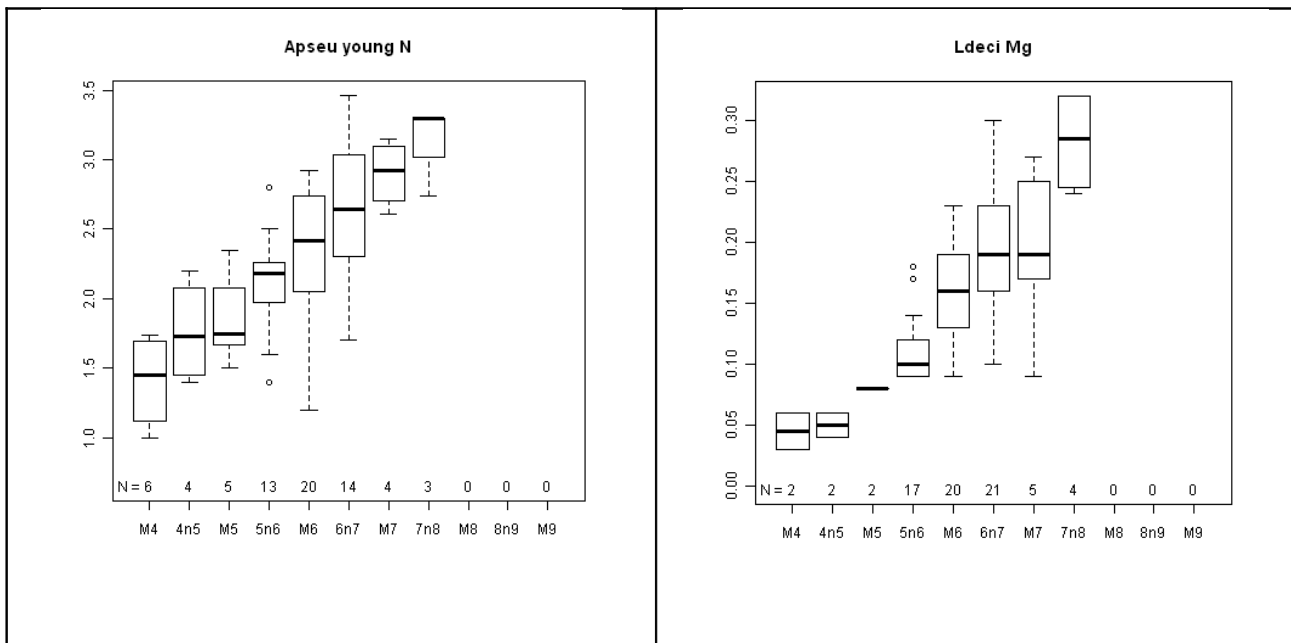 Apseu young N
3.5
3.0
2.5
2.0
1.5
1.0
N = 6 4 5 13 20 14 4 3 0 0 0
M4 4n5 M5 5n6 M6 6n7 M7 7n8 M8 8n9 M9
Ldeci Mg
0.30
0.25
0.20
0.15
0.10
0.05
0.00
N = 2 2 2 17 20 21 5 4 0 0 0
M4 4n5 M5 5n6 M6 6n7 M7 7n8 M8 8n9 M9